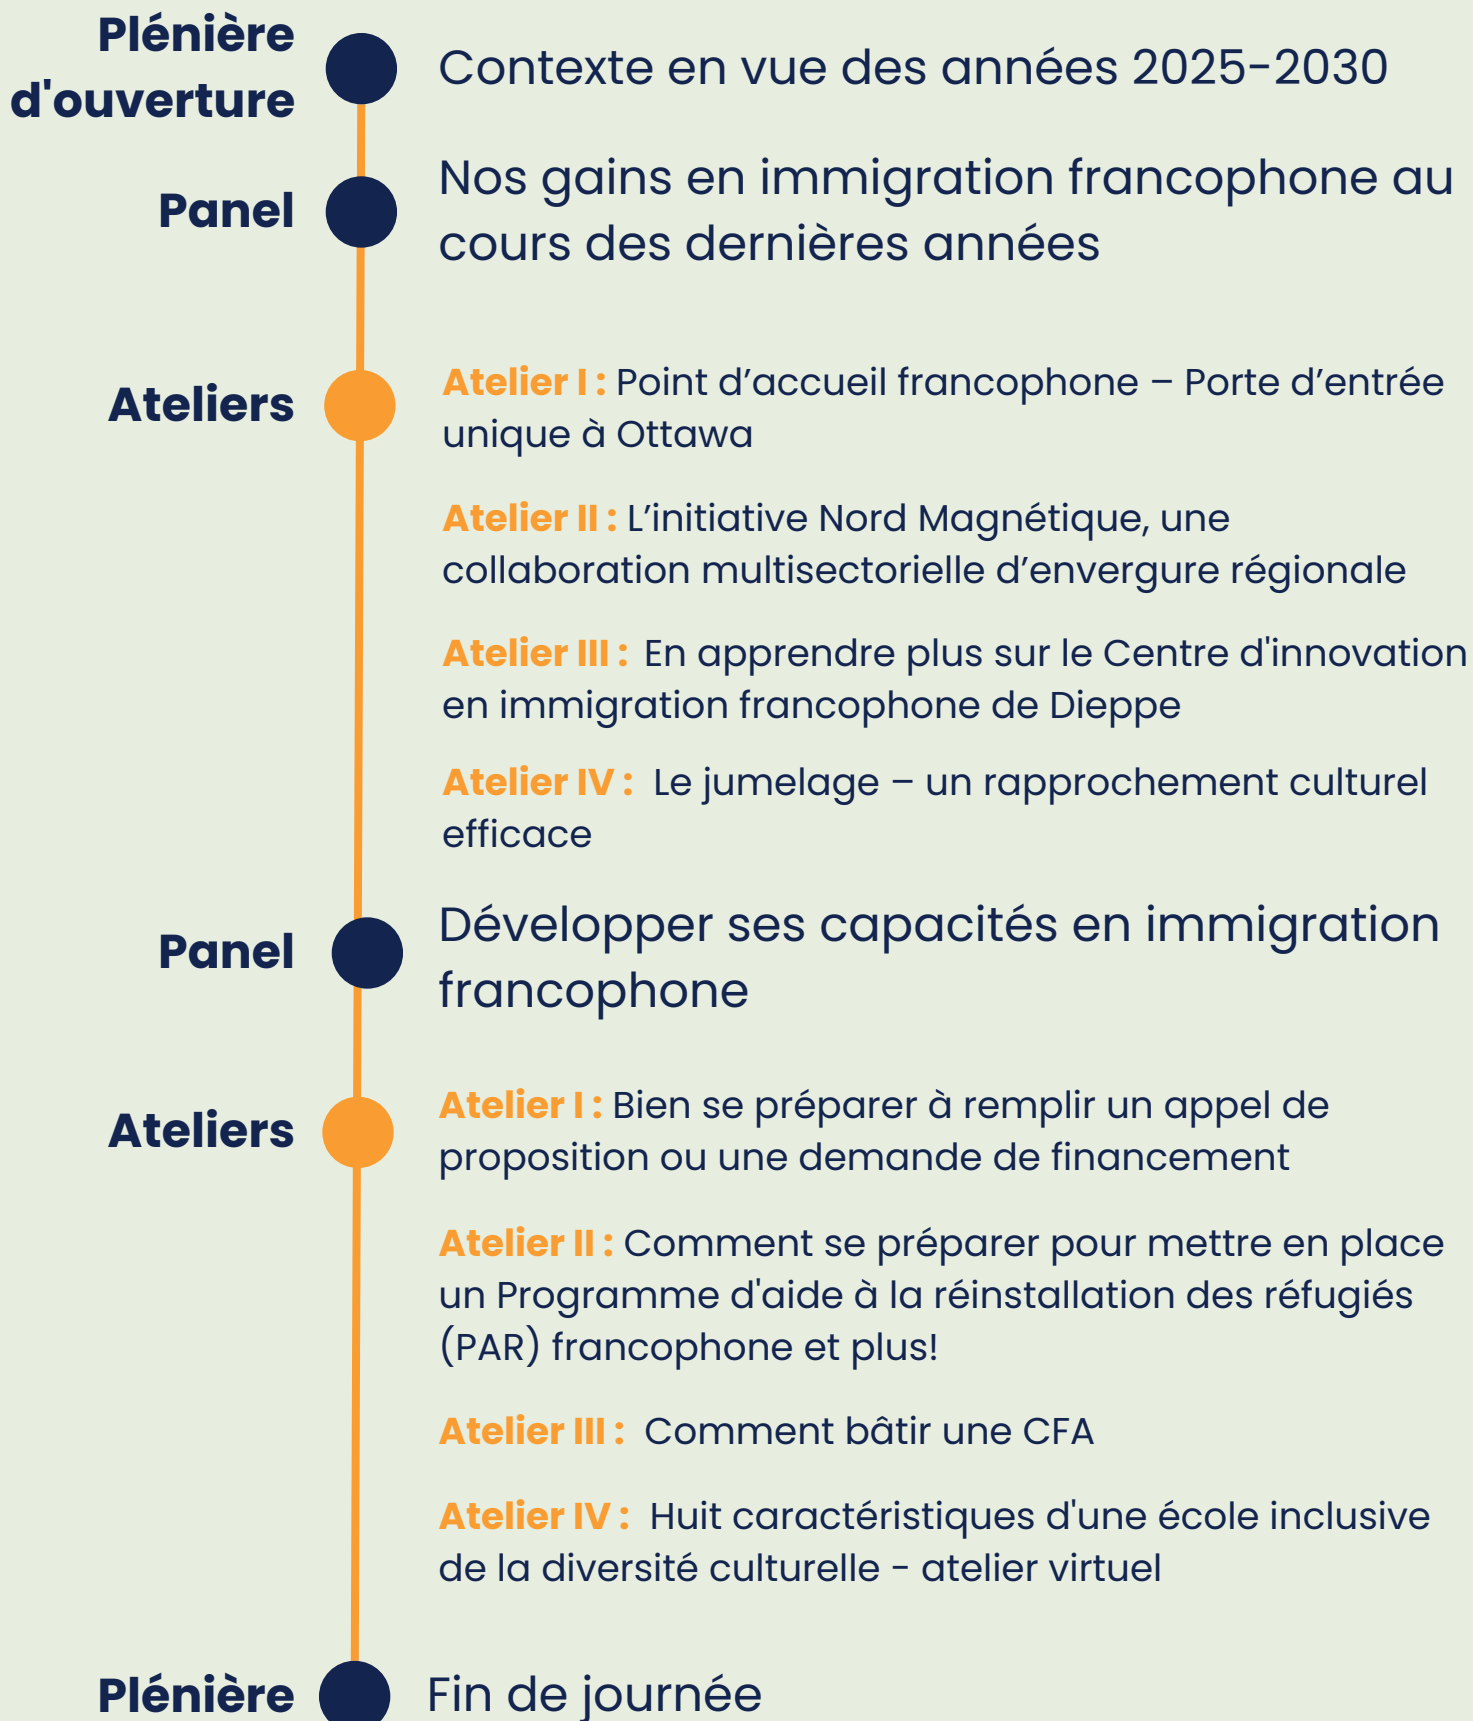 Plénière
d'ouverture
Contexte en vue des années 2025-2030
Panel
Nos gains en immigration francophone au
cours des dernières années
Ateliers
Atelier I : Point d’accueil francophone – Porte d’entrée
unique à Ottawa
Atelier II : L’initiative Nord Magnétique, une
collaboration multisectorielle d’envergure régionale
Atelier III : En apprendre plus sur le Centre d'innovation
en immigration francophone de Dieppe
Atelier IV : Le jumelage – un rapprochement culturel
efficace
Panel
Développer ses capacités en immigration
francophone
Ateliers
Atelier I : Bien se préparer à remplir un appel de
proposition ou une demande de financement
Atelier II : Comment se préparer pour mettre en place
un Programme d'aide à la réinstallation des réfugiés
(PAR) francophone et plus!
Atelier III : Comment bâtir une CFA
Atelier IV : Huit caractéristiques d'une école inclusive
de la diversité culturelle - atelier virtuel
Plénière
Fin de journée